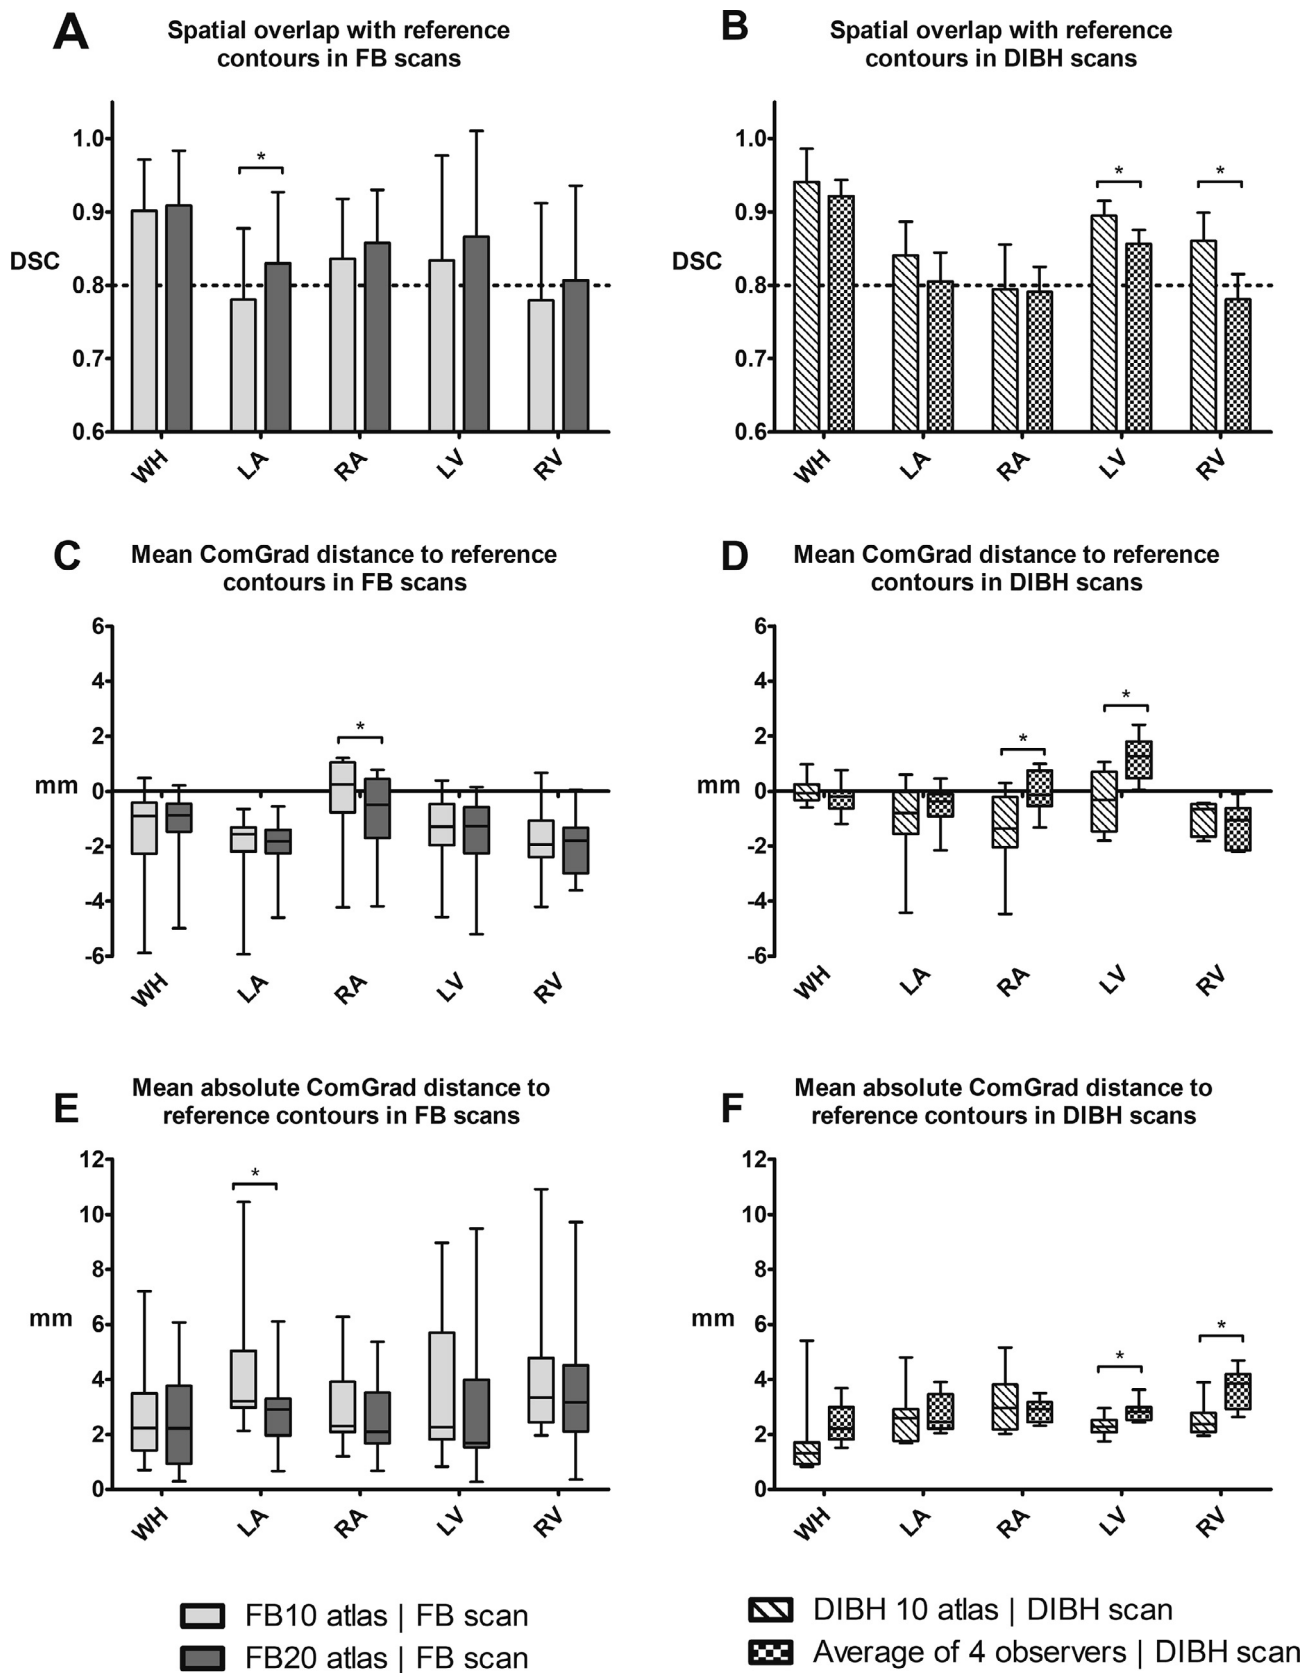 A
Spatial overlap with reference
contours in FB scans
1.0
*
0.9
DSC
0.8
0.7
0.6
WH LA RA LV RV
B
Spatial overlap with reference
contours in DIBH scans
1.0
* *
0.9
DSC
0.8
0.7
0.6
WH LA RA LV RV
C
Mean ComGrad distance to reference
contours in FB scans
6
4
2
*
mm
0
-2
-4
-6
WH LA RA LV RV
D
Mean ComGrad distance to reference
contours in DIBH scans
6
4
*
2
*
mm
0
-2
-4
-6
WH LA RA LV RV
E
Mean absolute ComGrad distance to
reference contours in FB scans
12
*
10
8
mm
6
4
2
0
WH LA RA LV RV
F
Mean absolute ComGrad distance to
reference contours in DIBH scans
12
10
8
mm
6
*
*
4
2
0
WH LA RA LV RV
FB10 atlas | FB scan
FB20 atlas | FB scan
DIBH 10 atlas | DIBH scan
Average of 4 observers | DIBH scan